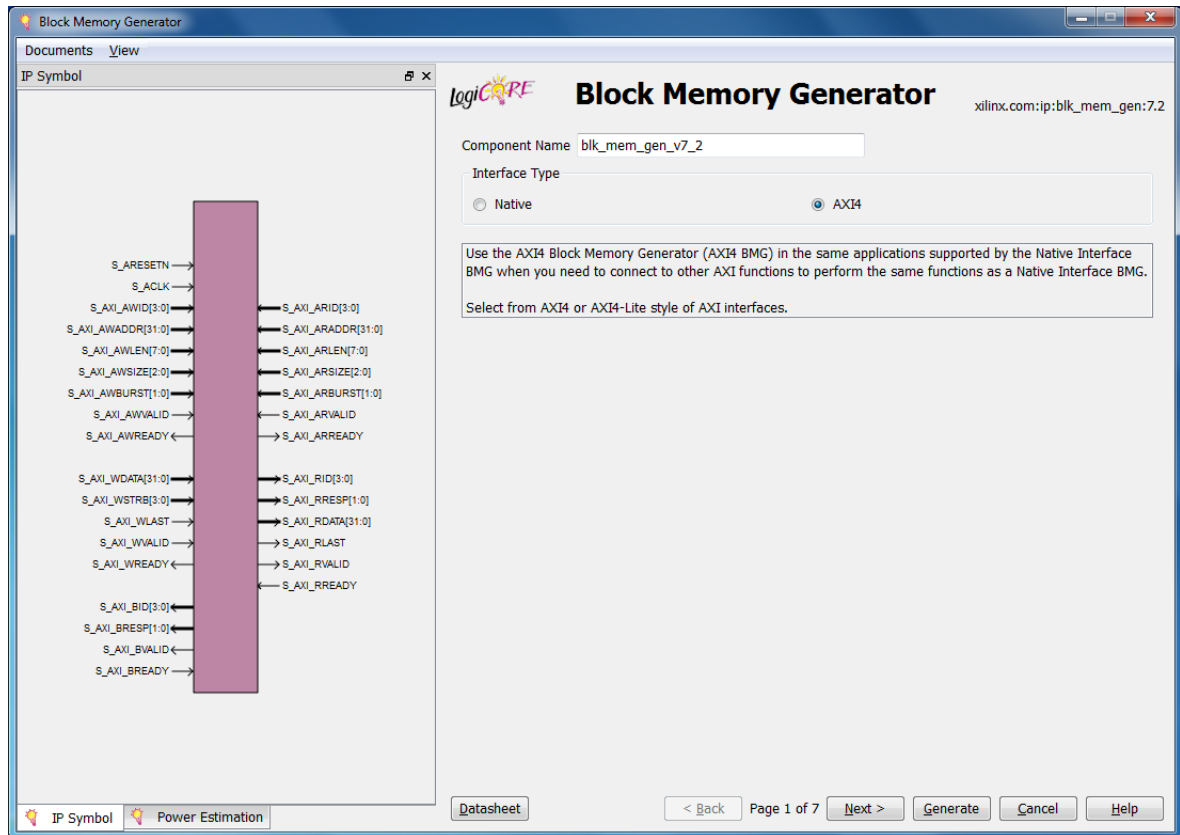 Block Memory Generator
Documents View
IP Symbol
S_ARESETN
S_ACLK
S_AXI_AWID[3:0] S_AXI_ARID[3:0]
S_AXI_AWADDR[31:0] S_AXI_ARADDR[31:0]
S_AXI_AWLEN[7:0] S_AXI_ARLEN[7:0]
S_AXI_AWSIZE[2:0] S_AXI_ARSIZE[2:0]
S_AXI_AWBURST[1:0] S_AXI_ARBURST[1:0]
S_AXI_AWVALID S_AXI_ARVALID
S_AXI_AWREADY S_AXI_ARREADY
S_AXI_WDATA[31:0] S_AXI_RID[3:0]
S_AXI_WSTRB[3:0] S_AXI_RRESP[1:0]
S_AXI_WLAST S_AXI_RDATA[31:0]
S_AXI_WVALID S_AXI_RLAST
S_AXI_WREADY S_AXI_RVALID
S_AXI_RREADY
S_AXI_BID[3:0]
S_AXI_BRESP[1:0]
S_AXI_BVALID
S_AXI_BREADY
IP Symbol Power Estimation
LogiCORE Block Memory Generator xilinx.com:ip:blk_mem_gen:7.2
Component Name blk_mem_gen_v7_2
Interface Type
Native AXI4
Use the AXI4 Block Memory Generator (AXI4 BMG) in the same applications supported by the Native Interface
BMG when you need to connect to other AXI functions to perform the same functions as a Native Interface BMG.
Select from AXI4 or AXI4-Lite style of AXI interfaces.
Datasheet < Back Page 1 of 7 Next > Generate Cancel Help